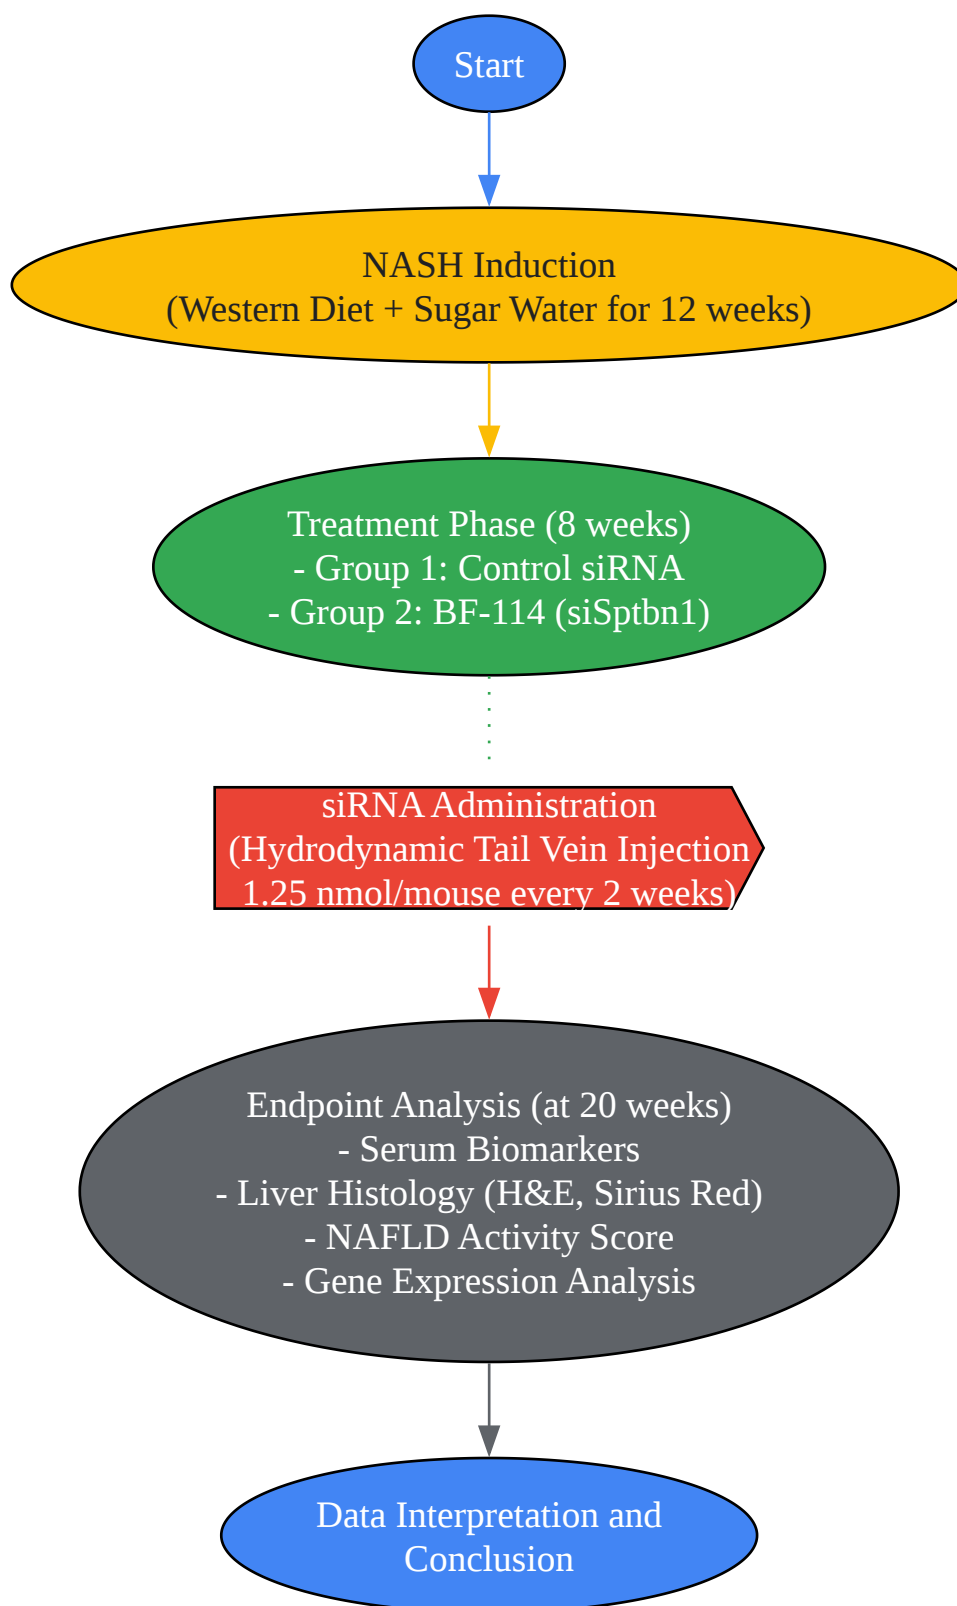 Start
NASH Induction
(Western Diet + Sugar Water for 12 weeks)
Treatment Phase (8 weeks)
- Group 1: Control siRNA
- Group 2: BF-114 (siSptbn1)
siRNA Administration
(Hydrodynamic Tail Vein Injection
1.25 nmol/mouse every 2 weeks)
Endpoint Analysis (at 20 weeks)
- Serum Biomarkers
- Liver Histology (H&E, Sirius Red)
- NAFLD Activity Score
- Gene Expression Analysis
Data Interpretation and
Conclusion